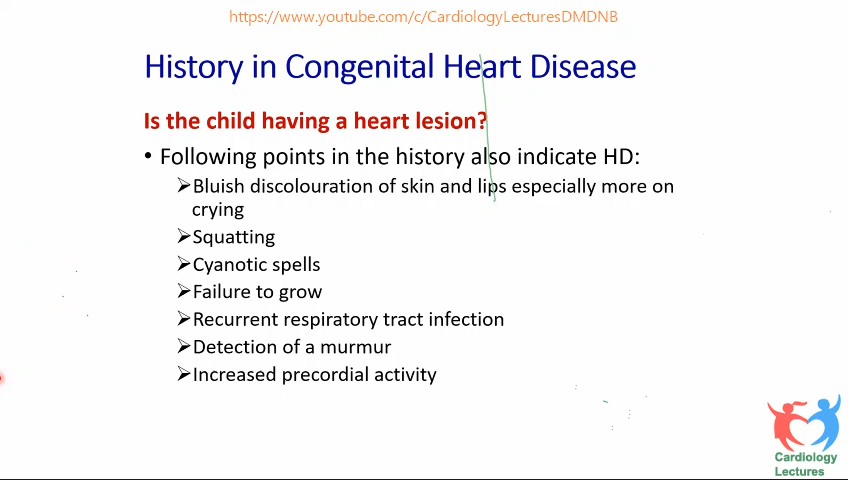 https://www.youtube.com/c/CardiologyLecturesDMDNB
History in Congenital Heart Disease
Is the child having a heart lesion?
• Following points in the history also indicate HD:
➢Bluish discolouration of skin and lips especially more on
crying
➢Squatting
➢Cyanotic spells
➢Failure to grow
➢Recurrent respiratory tract infection
➢Detection of a murmur
➢Increased precordial activity
Cardiology
Lectures